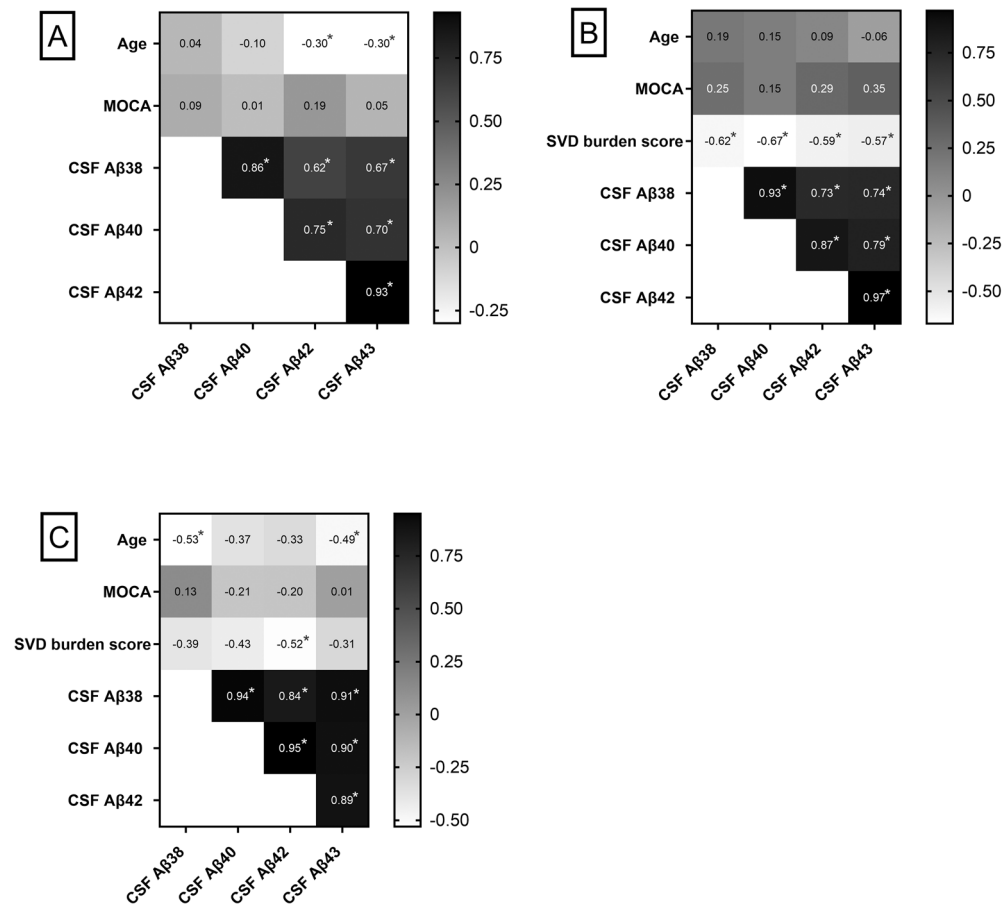 A
Age 0.04 -0.10 -0.30* -0.30*
MOCA 0.09 0.01 0.19 0.05
CSF Aβ38 0.86* 0.62* 0.67*
CSF Aβ40 0.75* 0.70*
CSF Aβ42 0.93*
CSF Aβ38 CSF Aβ40 CSF Aβ42 CSF Aβ43
0.75
0.50
0.25
0
-0.25
B
Age 0.19 0.15 0.09 -0.06
MOCA 0.25 0.15 0.29 0.35
SVD burden score -0.62* -0.67* -0.59* -0.57*
CSF Aβ38 0.93* 0.73* 0.74*
CSF Aβ40 0.87* 0.79*
CSF Aβ42 0.97*
CSF Aβ38 CSF Aβ40 CSF Aβ42 CSF Aβ43
0.75
0.50
0.25
0
-0.25
-0.50
C
Age -0.53* -0.37 -0.33 -0.49*
MOCA 0.13 -0.21 -0.20 0.01
SVD burden score -0.39 -0.43 -0.52* -0.31
CSF Aβ38 0.94* 0.84* 0.91*
CSF Aβ40 0.95* 0.90*
CSF Aβ42 0.89*
CSF Aβ38 CSF Aβ40 CSF Aβ42 CSF Aβ43
0.75
0.50
0.25
0
-0.25
-0.50